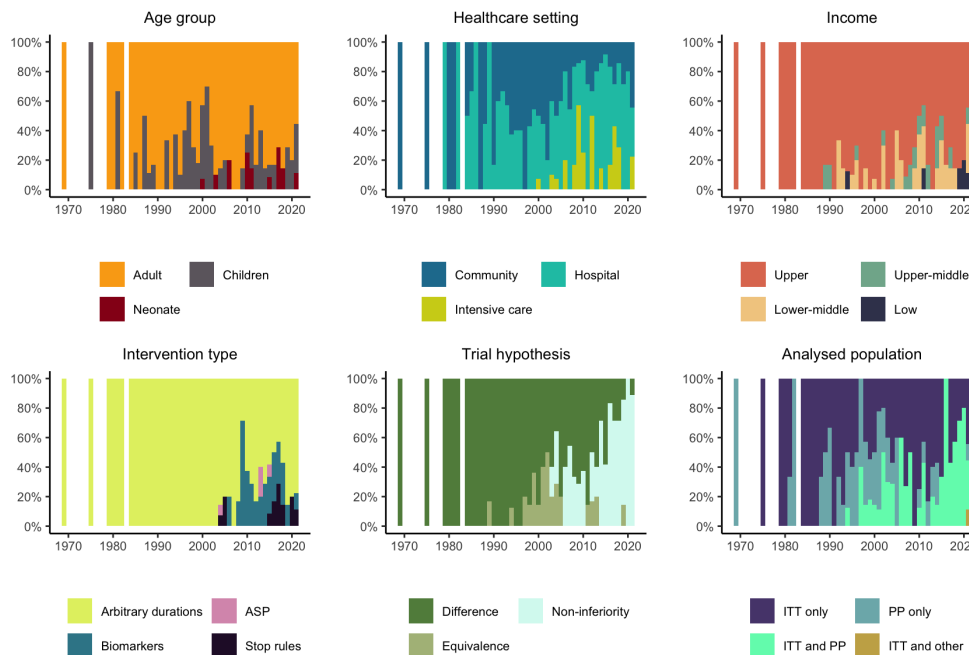 Age group
Healthcare setting
Income
100%
80%
60%
40%
20%
0%
1970 1980 1990 2000 2010 2020
100%
80%
60%
40%
20%
0%
1970 1980 1990 2000 2010 2020
100%
80%
60%
40%
20%
0%
1970 1980 1990 2000 2010 202
Adult Children
Neonate
Community Hospital
Intensive care
Upper Upper-middle
Lower-middle Low
Intervention type
Trial hypothesis
Analysed population
100%
80%
60%
40%
20%
0%
1970 1980 1990 2000 2010 2020
100%
80%
60%
40%
20%
0%
1970 1980 1990 2000 2010 2020
100%
80%
60%
40%
20%
0%
1970 1980 1990 2000 2010 202
Arbitrary durations ASP
Biomarkers Stop rules
Difference Non-inferiority
Equivalence
ITT only PP only
ITT and PP ITT and other